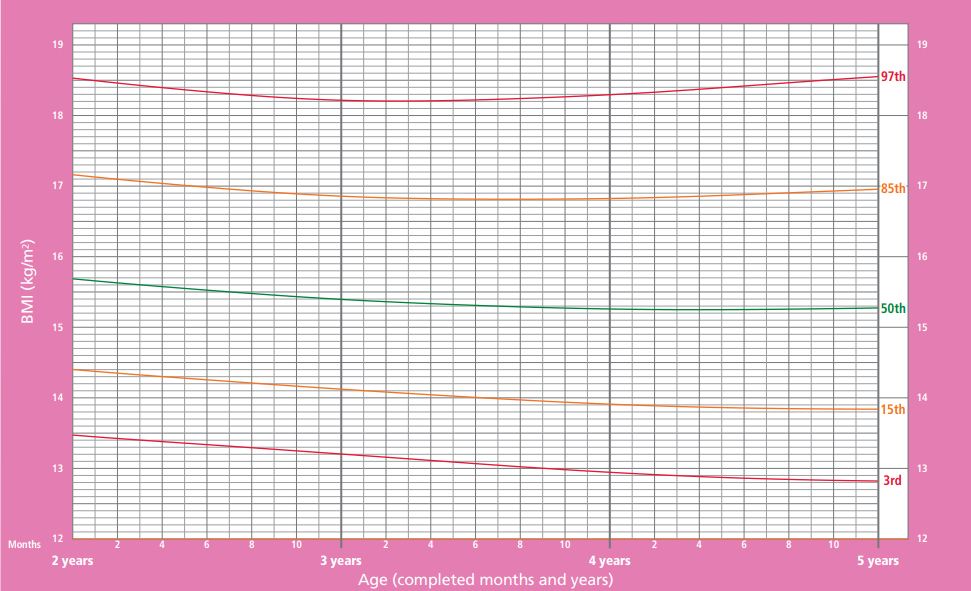 19 19
97th
18 18
85th
17 17
16 16
BMI (kg/m²)
50th
15 15
14 14
15th
13 13
3rd
12 12
Months 2 4 6 8 10 2 4 6 8 10 2 4 6 8 10
2 years 3 years 4 years 5 years
Age (completed months and years)